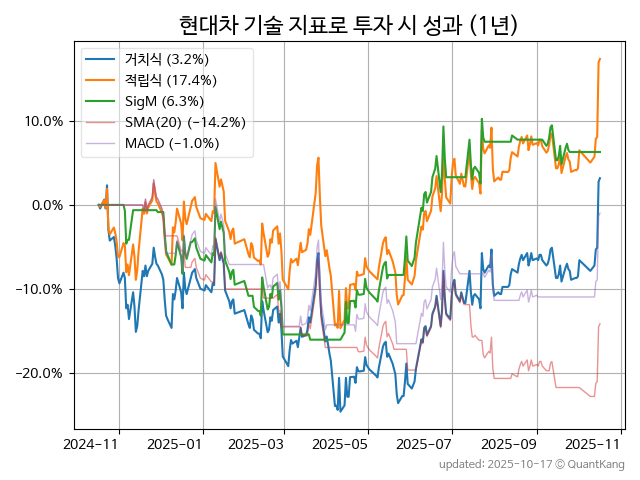 현대차 기술 지표로 투자 시 성과 (1년)
거치식 (3.2%)
적립식 (17.4%)
SigM (6.3%)
SMA(20) (−14.2%)
MACD (−1.0%)
10.0%
0.0%
−10.0%
−20.0%
2024-11 2025-01 2025-03 2025-05 2025-07 2025-09 2025-11
updated: 2025-10-17 © QuantKang